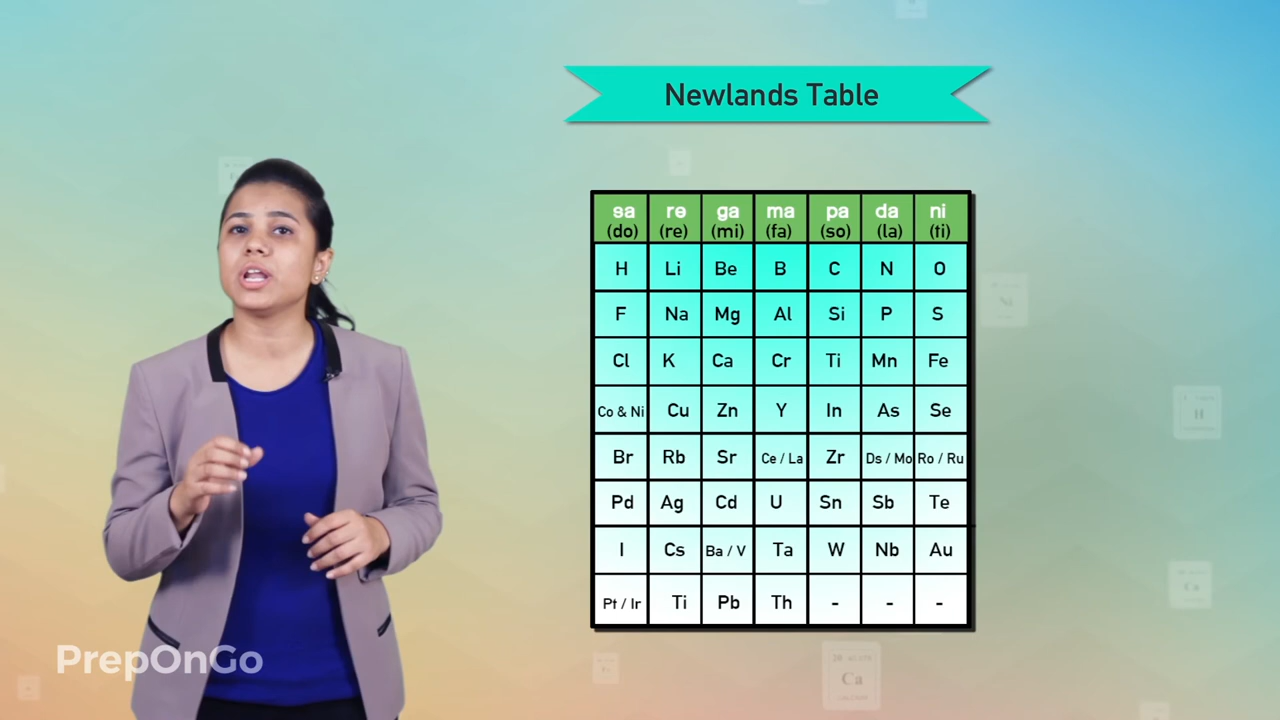 Newlands Table
sa re ga ma pa da ni
(do) (re) (mi) (fa) (so) (la) (ti)
H Li Be B C N O
F Na Mg Al Si P S
Cl K Ca Cr Ti Mn Fe
Co & Ni Cu Zn Y In As Se
Br Rb Sr Ce / La Zr Ds / Mo Ro / Ru
Pd Ag Cd U Sn Sb Te
I Cs Ba / V Ta W Nb Au
Pt / Ir Ti Pb Th - - -
PrepOnGo
Ca